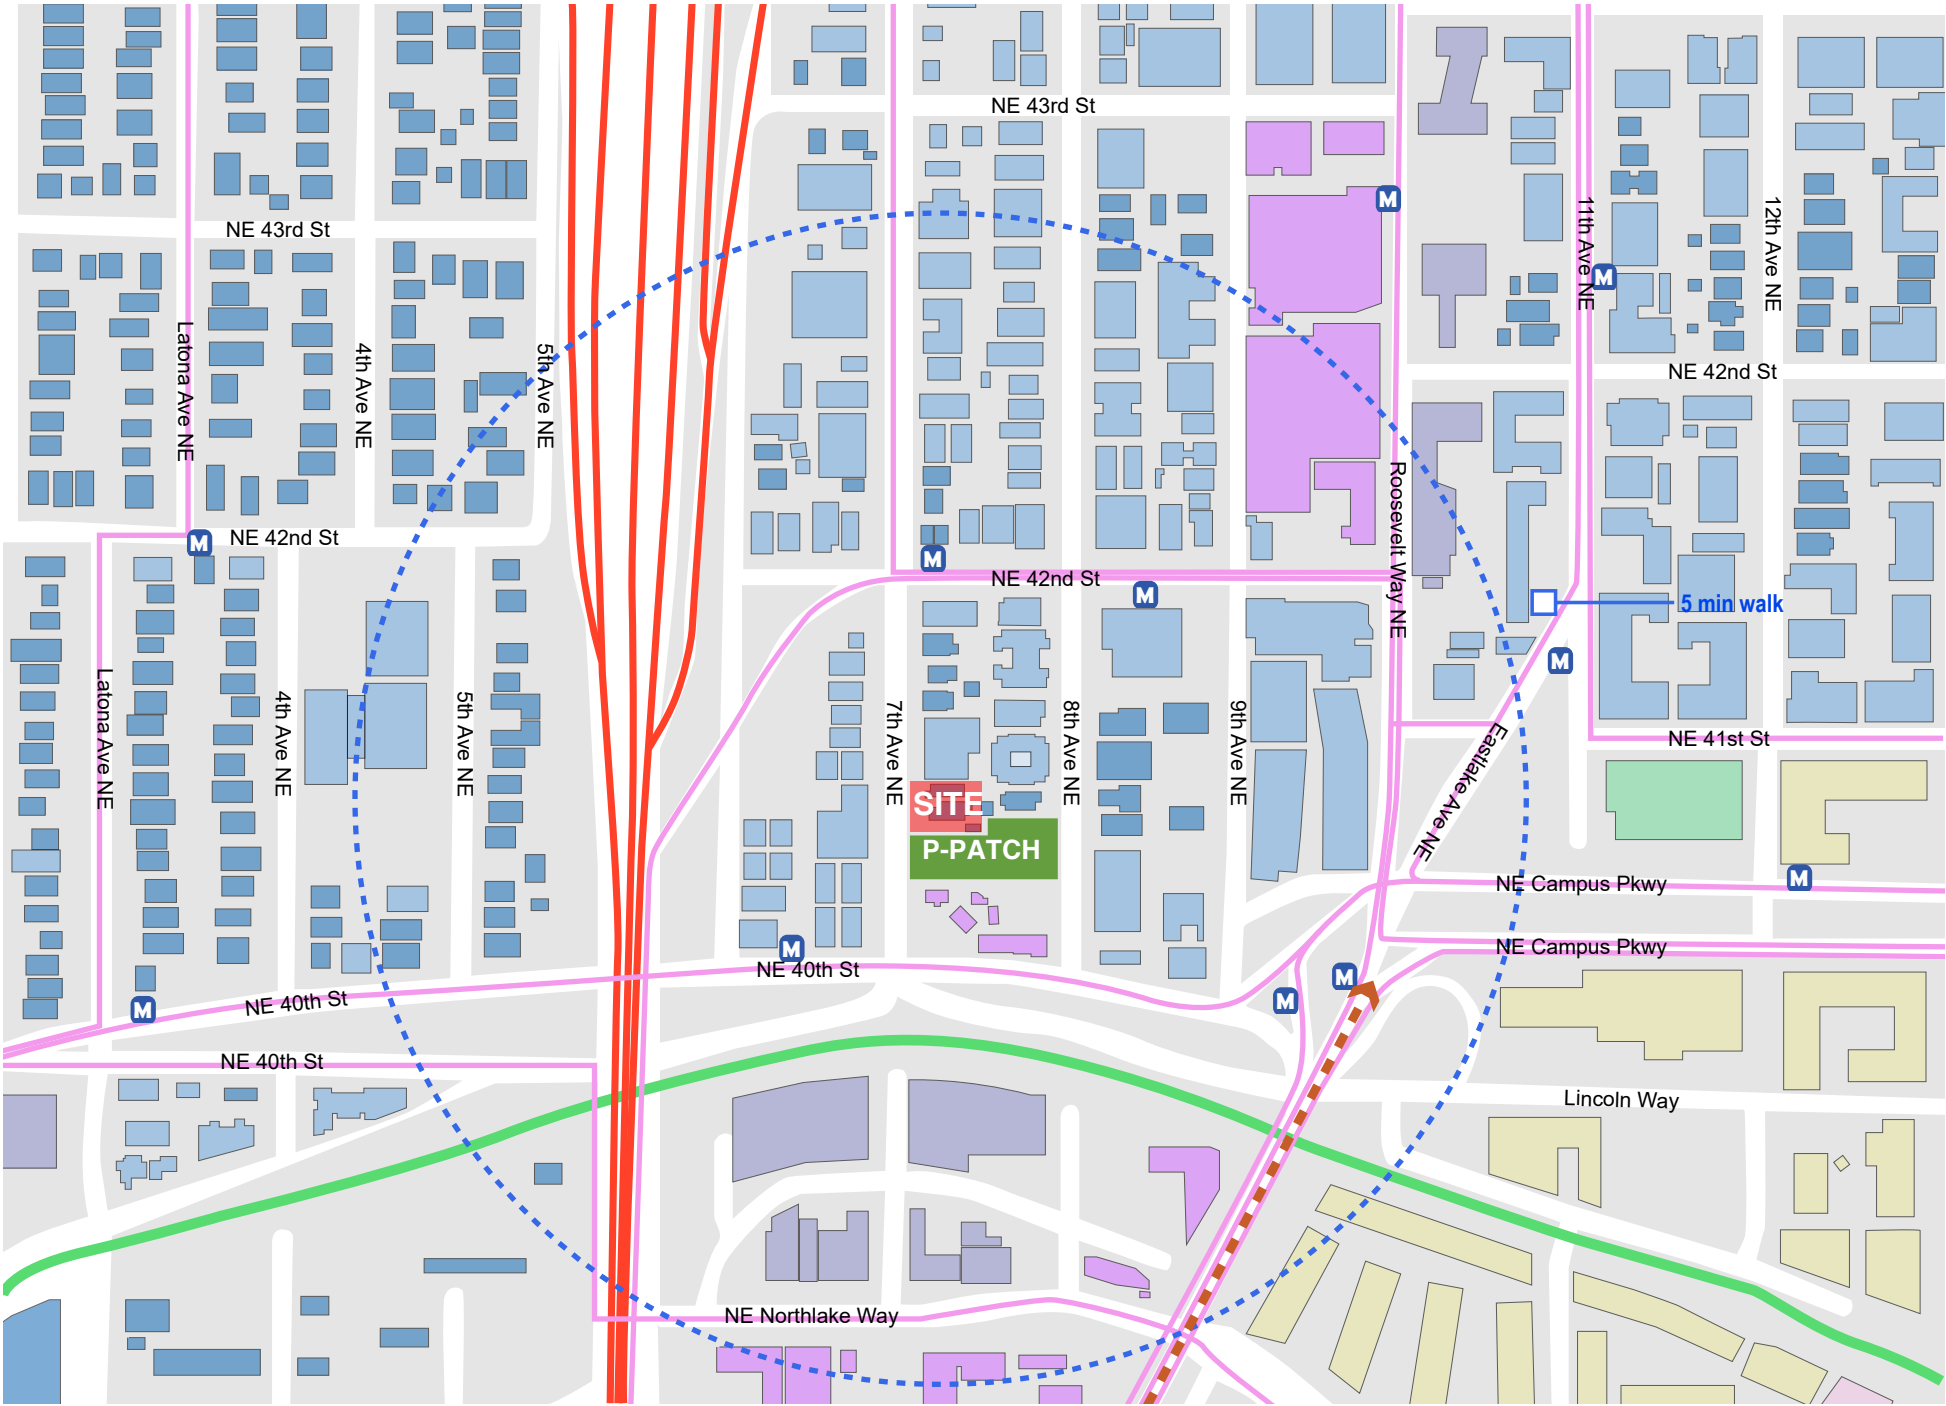 NE 43rd St
M
NE 43rd St
11th Ave NE
12th Ave NE
M
Latona Ave NE
4th Ave NE
5th Ave NE
NE 42nd St
Roosevelt Way NE
M
NE 42nd St
M
NE 42nd St
M
5 min walk
M
Latona Ave NE
4th Ave NE
5th Ave NE
7th Ave NE
8th Ave NE
9th Ave NE
Eastlake Ave NE
NE 41st St
SITE
P-PATCH
M
NE Campus Pkwy
M
NE Campus Pkwy
NE 40th St
M
M
M
NE 40th St
NE 40th St
Lincoln Way
NE Northlake Way